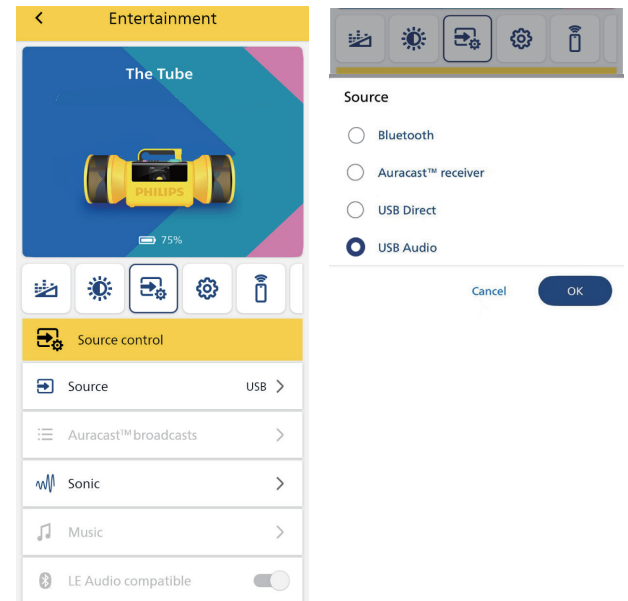 Entertainment
The Tube
PHILIPS
75%
Source control
Source USB
Auracast™ broadcasts
Sonic
Music
LE Audio compatible
Source
Bluetooth
Auracast™ receiver
USB Direct
USB Audio
Cancel OK